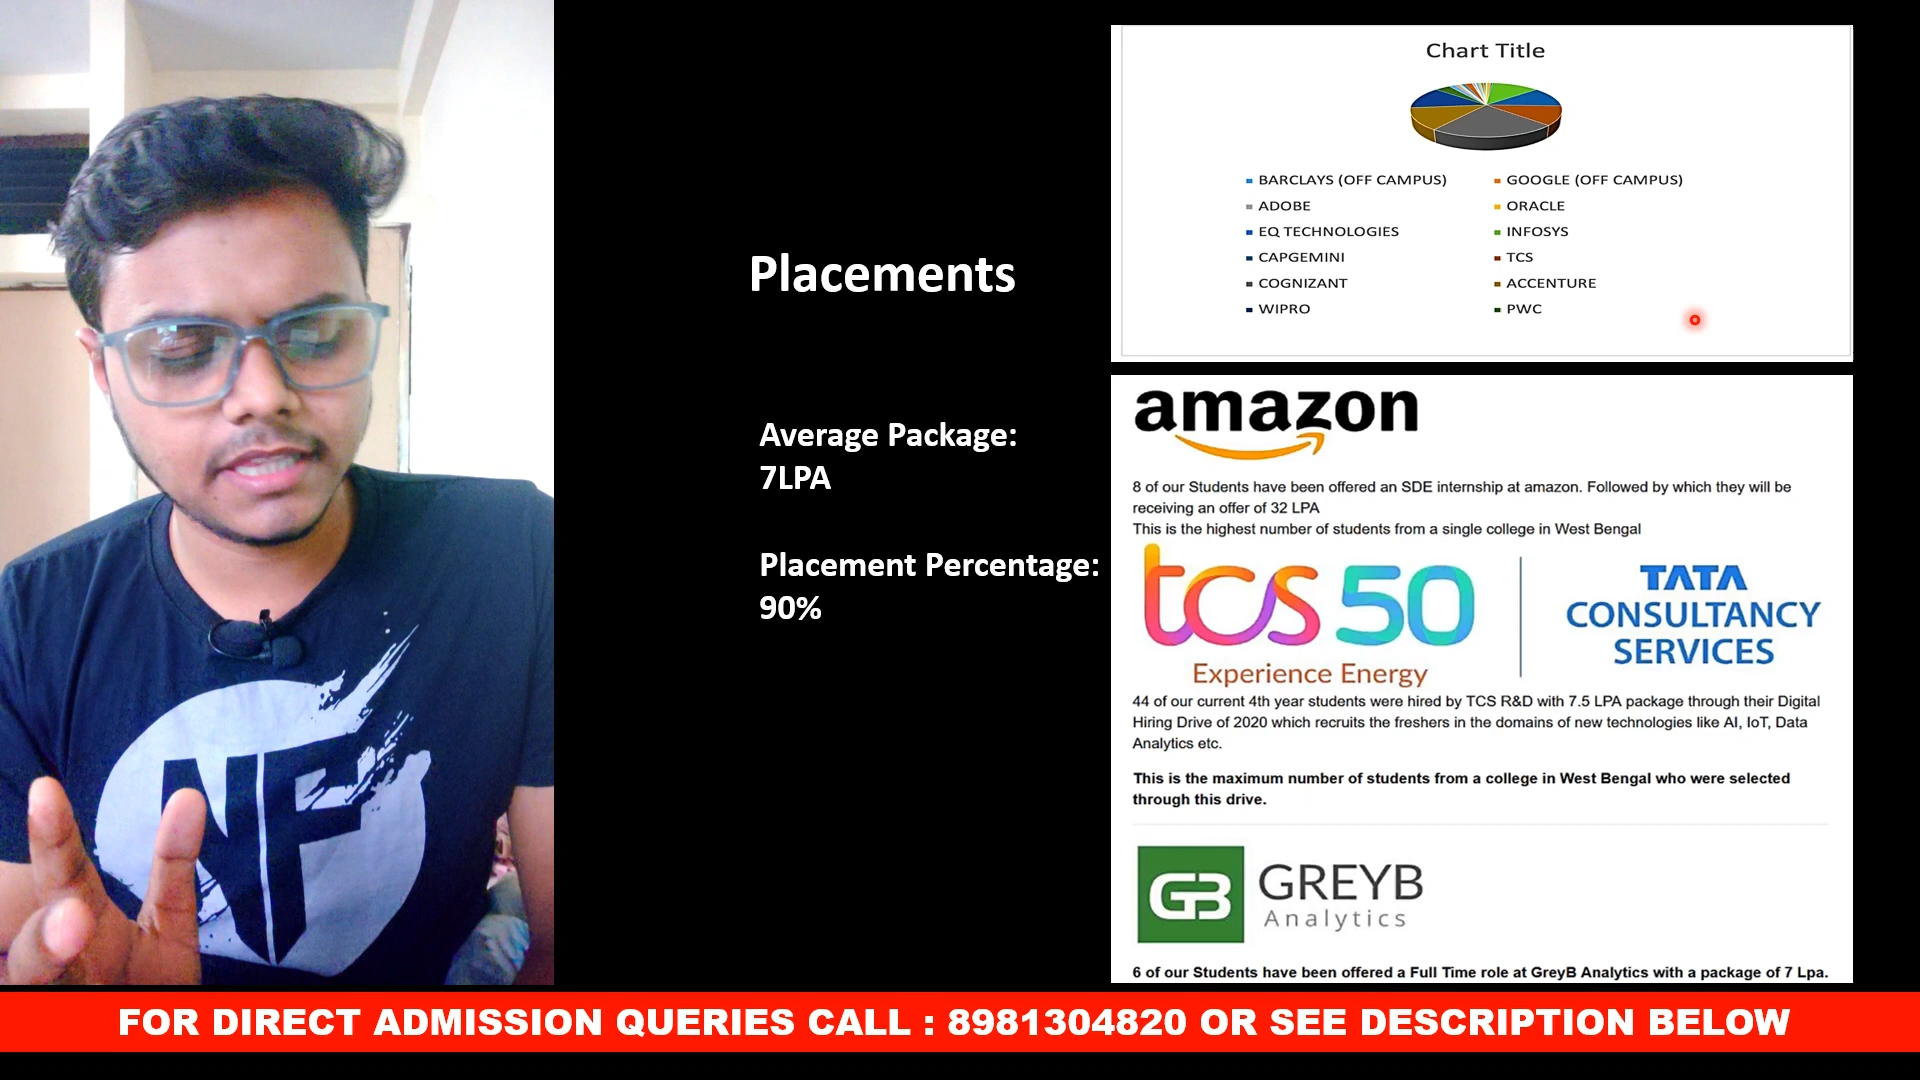 NF
Placements
Average Package:
7LPA
Placement Percentage:
90%
Chart Title
BARCLAYS (OFF CAMPUS) GOOGLE (OFF CAMPUS)
ADOBE ORACLE
EQ TECHNOLOGIES INFOSYS
CAPGEMINI TCS
COGNIZANT ACCENTURE
WIPRO PWC
amazon
8 of our Students have been offered an SDE internship at amazon. Followed by which they will be
receiving an offer of 32 LPA
This is the highest number of students from a single college in West Bengal
tcs 50
Experience Energy
TATA
CONSULTANCY
SERVICES
44 of our current 4th year students were hired by TCS R&D with 7.5 LPA package through their Digital
Hiring Drive of 2020 which recruits the freshers in the domains of new technologies like AI, IoT, Data
Analytics etc.
This is the maximum number of students from a college in West Bengal who were selected
through this drive.
GB GREYB
Analytics
6 of our Students have been offered a Full Time role at GreyB Analytics with a package of 7 Lpa.
FOR DIRECT ADMISSION QUERIES CALL : 8981304820 OR SEE DESCRIPTION BELOW